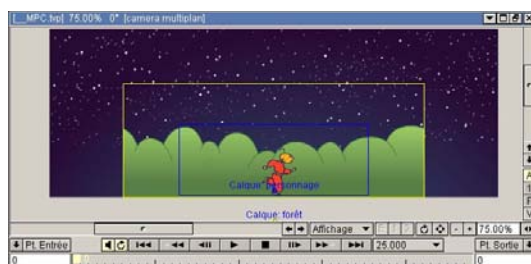 [__MPC.tvp] 75.00% 0° [camera multiplan]
Calque: personnage
Calque: forêt
Affichage
75.00%
Pt. Entrée
25.000
Pt. Sortie
0
0